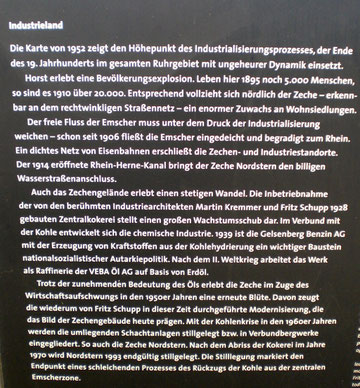 Industrieland
Die Karte von 1952 zeigt den Höhepunkt des Industrialisierungsprozesses, der Ende
des 19. Jahrhunderts im gesamten Ruhrgebiet mit ungeheurer Dynamik einsetzt.
Horst erlebt eine Bevölkerungsexplosion. Leben hier 1895 noch 5.000 Menschen,
so sind es 1910 über 20.000. Entsprechend vollzieht sich nördlich der Zeche – erkenn-
bar an dem rechtwinkligen Straßennetz – ein enormer Zuwachs an Wohnsiedlungen.
Der freie Fluss der Emscher muss unter dem Druck der Industrialisierung
weichen – schon seit 1906 fließt die Emscher eingedeicht und begradigt zum Rhein.
Ein dichtes Netz von Eisenbahnen erschließt die Zechen- und Industriestandorte.
Der 1914 eröffnete Rhein-Herne-Kanal bringt der Zeche Nordstern den billigen
Wasserstraßenanschluss.
Auch das Zechengelände erlebt einen stetigen Wandel. Die Inbetriebnahme
der von den berühmten Industriearchitekten Martin Kremmer und Fritz Schupp 1928
gebauten Zentralkokerei stellt einen großen Wachstumsschub dar. Im Verbund mit
der Kohle entwickelt sich die chemische Industrie. 1939 ist die Gelsenberg Benzin AG
mit der Erzeugung von Kraftstoffen aus der Kohlehydrierung ein wichtiger Baustein
nationalsozialistischer Autarkiepolitik. Nach dem II. Weltkrieg arbeitet das Werk
als Raffinerie der VEBA Öl AG auf Basis von Erdöl.
Trotz der zunehmenden Bedeutung des Öls erlebt die Zeche im Zuge des
Wirtschaftsaufschwungs in den 1950er Jahren eine erneute Blüte. Davon zeugt
die wiederum von Fritz Schupp in dieser Zeit durchgeführte Modernisierung, die
das Bild der Zechengebäude heute prägt. Mit der Kohlenkrise in den 1960er Jahren
werden die umliegenden Schachtanlagen stillgelegt bzw. in Verbundbergwerke
eingegliedert. So auch die Zeche Nordstern. Nach dem Abriss der Kokerei im Jahre
1970 wird Nordstern 1993 endgültig stillgelegt. Die Stilllegung markiert den
Endpunkt eines schleichenden Prozesses des Rückzugs der Kohle aus der zentralen
Emscherzone.